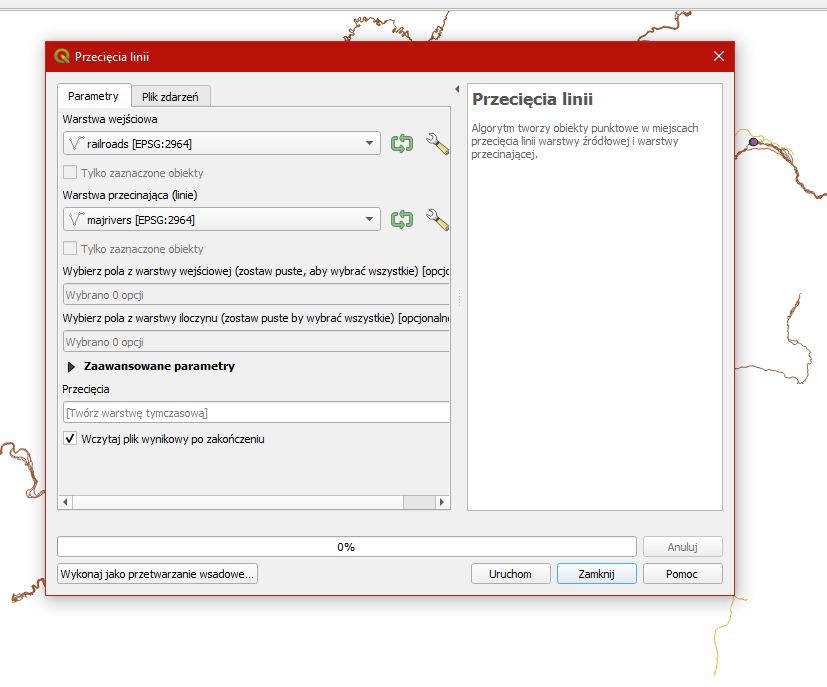 Przecięcia linii
Parametry
Plik zdarzeń
Warstwa wejściowa
railroads [EPSG:2964]
Tylko zaznaczone obiekty
Warstwa przecinająca (linie)
majrivers [EPSG:2964]
Tylko zaznaczone obiekty
Wybierz pola z warstwy wejściowej (zostaw puste, aby wybrać wszystkie) [opcjo
Wybrano 0 opcji
Wybierz pola z warstwy iloczynu (zostaw puste by wybrać wszystkie) [opcjonaln
Wybrano 0 opcji
Zaawansowane parametry
Przecięcia
[Twórz warstwę tymczasową]
Wczytaj plik wynikowy po zakończeniu
Przecięcia linii
Algorytm tworzy obiekty punktowe w miejscach
przecięcia linii warstwy źródłowej i warstwy
przecinającej.
0%
Anuluj
Wykonaj jako przetwarzanie wsadowe...
Uruchom
Zamknij
Pomoc